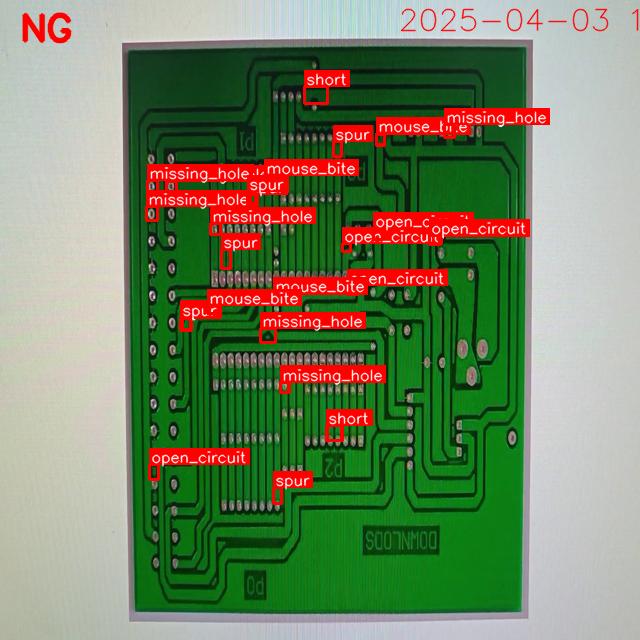 NG
2025-04-03 1
short
missing_hole
mouse_bite
spur
P1
mouse_bite
missing_hole
spur
missing_hole
missing_hole
open_circuit
open_circuit
open_circuit
spur
open_circuit
mouse_bite
mouse_bite
spur
missing_hole
missing_hole
short
open_circuit
P2
spur
DOWNLODS
P0